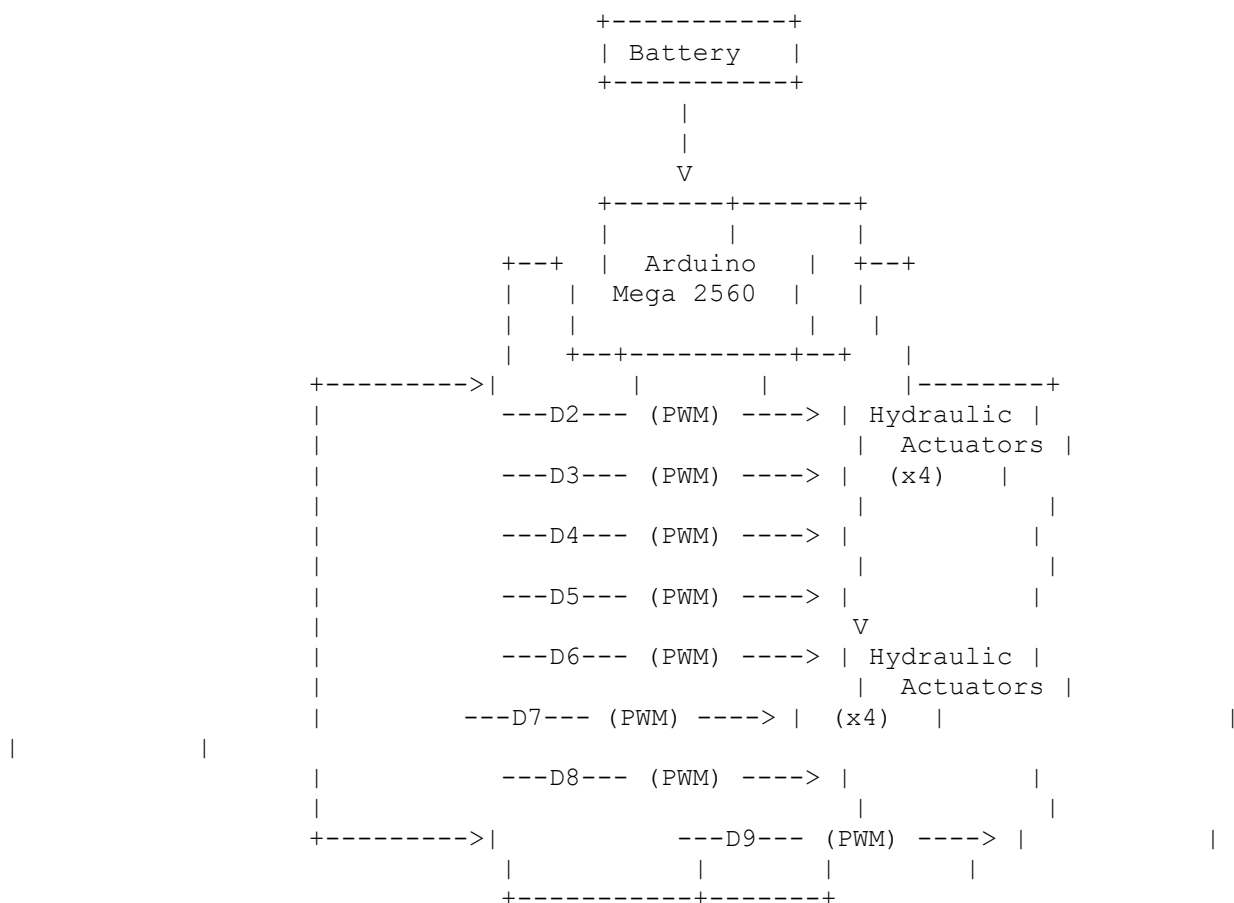 Battery
V
Arduino
Mega 2560
---D2--- (PWM) ----> | Hydraulic |
| Actuators |
---D3--- (PWM) ----> | (x4) |
---D4--- (PWM) ----> |
---D5--- (PWM) ----> |
V
---D6--- (PWM) ----> | Hydraulic |
| Actuators |
---D7--- (PWM) ----> | (x4) |
---D8--- (PWM) ----> |
---D9--- (PWM) ----> |